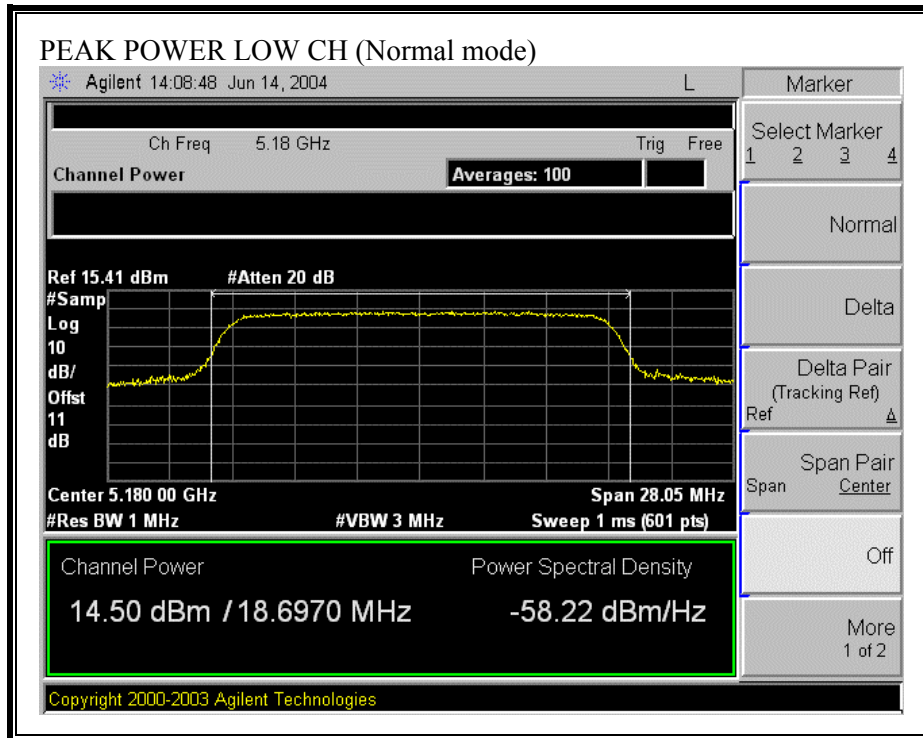 PEAK POWER LOW CH (Normal mode)
Agilent 14:08:48 Jun 14, 2004 L
Marker
Ch Freq 5.18 GHz Trig Free
Channel Power Averages: 100
Select Marker
1 2 3 4
Normal
Delta
Delta Pair
(Tracking Ref)
Ref Δ
Span Pair
Span Center
Off
More
1 of 2
Ref 15.41 dBm #Atten 20 dB
#Samp
Log
10
dB/
Offst
11
dB
Center 5.180 00 GHz Span 28.05 MHz
#Res BW 1 MHz #VBW 3 MHz Sweep 1 ms (601 pts)
Channel Power Power Spectral Density
14.50 dBm / 18.6970 MHz -58.22 dBm/Hz
Copyright 2000-2003 Agilent Technologies